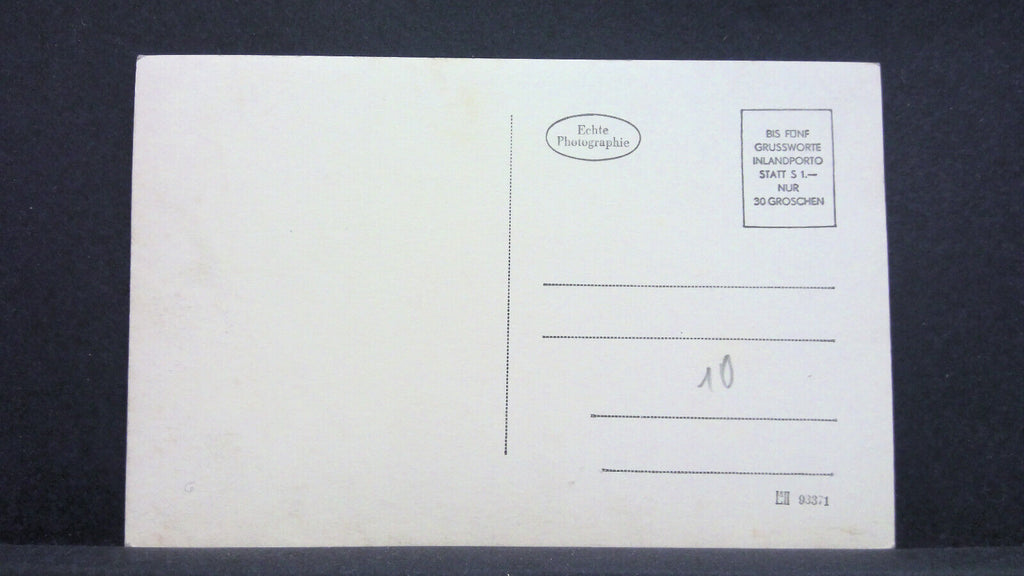 Echte
Photographie
BIS FÜNF
GRUSSWORTE
INLANDPORTO
STATT S 1.—
NUR
30 GROSCHEN
10
G